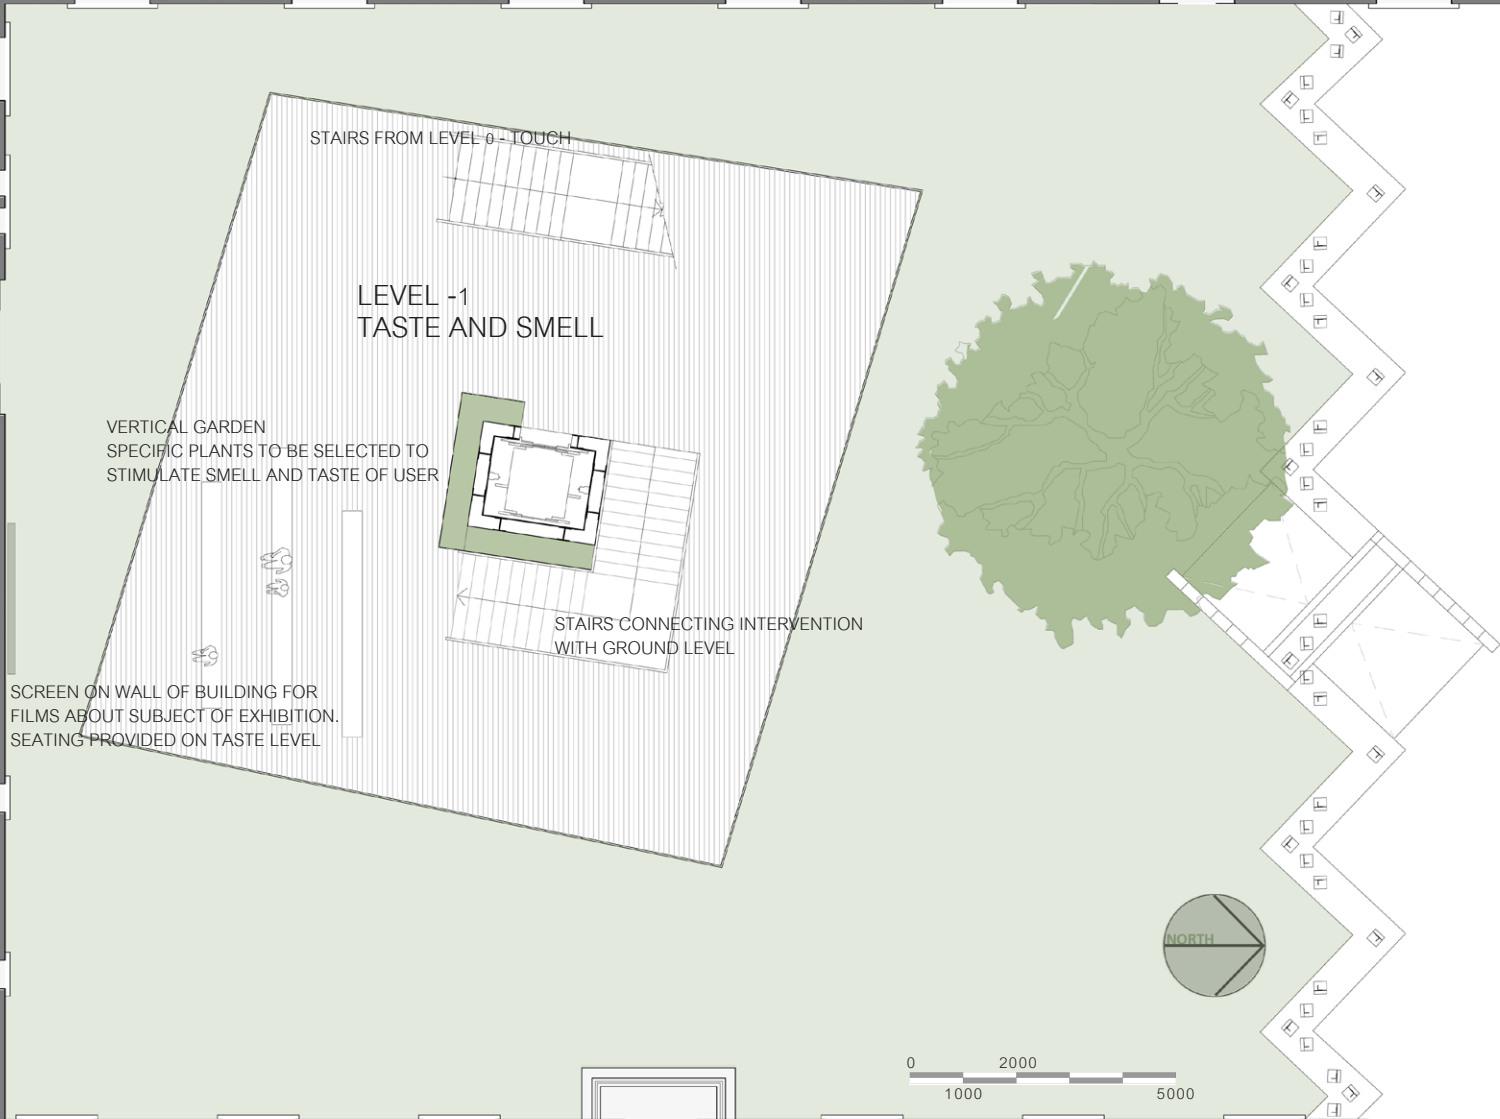 STAIRS FROM LEVEL 0 - TOUCH
LEVEL -1
TASTE AND SMELL
VERTICAL GARDEN
SPECIFIC PLANTS TO BE SELECTED TO
STIMULATE SMELL AND TASTE OF USER
STAIRS CONNECTING INTERVENTION
WITH GROUND LEVEL
SCREEN ON WALL OF BUILDING FOR
FILMS ABOUT SUBJECT OF EXHIBITION.
SEATING PROVIDED ON TASTE LEVEL
NORTH
0 2000
1000 5000